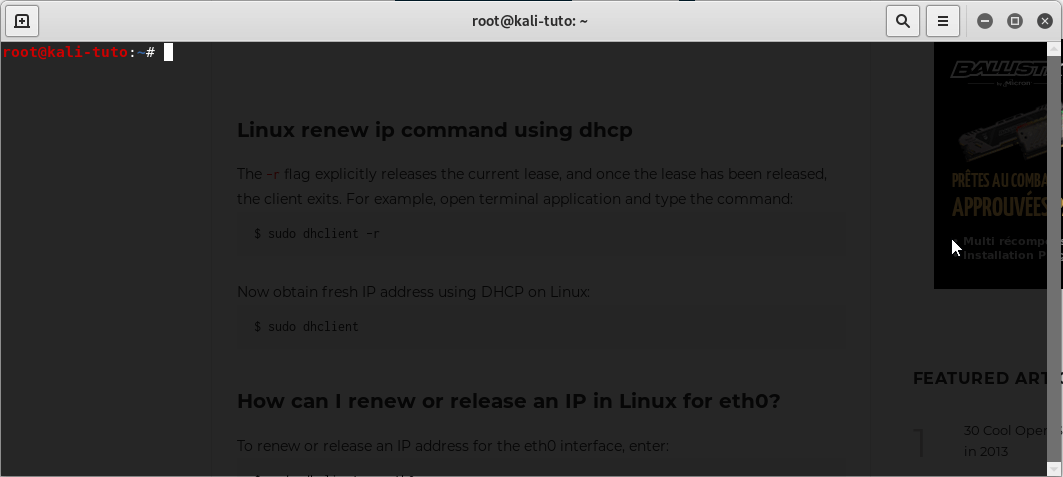 root@kali-tuto: ~
root@kali-tuto:~#
BALLISTI
by Micron
Linux renew ip command using dhcp
PRÊTES AU COMBA
The -r flag explicitly releases the current lease, and once the lease has been released,
the client exits. For example, open terminal application and type the command:
APPROUVÉES
$ sudo dhclient -r
Multi récompe
Installation P
Now obtain fresh IP address using DHCP on Linux:
$ sudo dhclient
FEATURED ART
How can I renew or release an IP in Linux for eth0?
1
30 Cool Open
in 2013
To renew or release an IP address for the eth0 interface, enter: